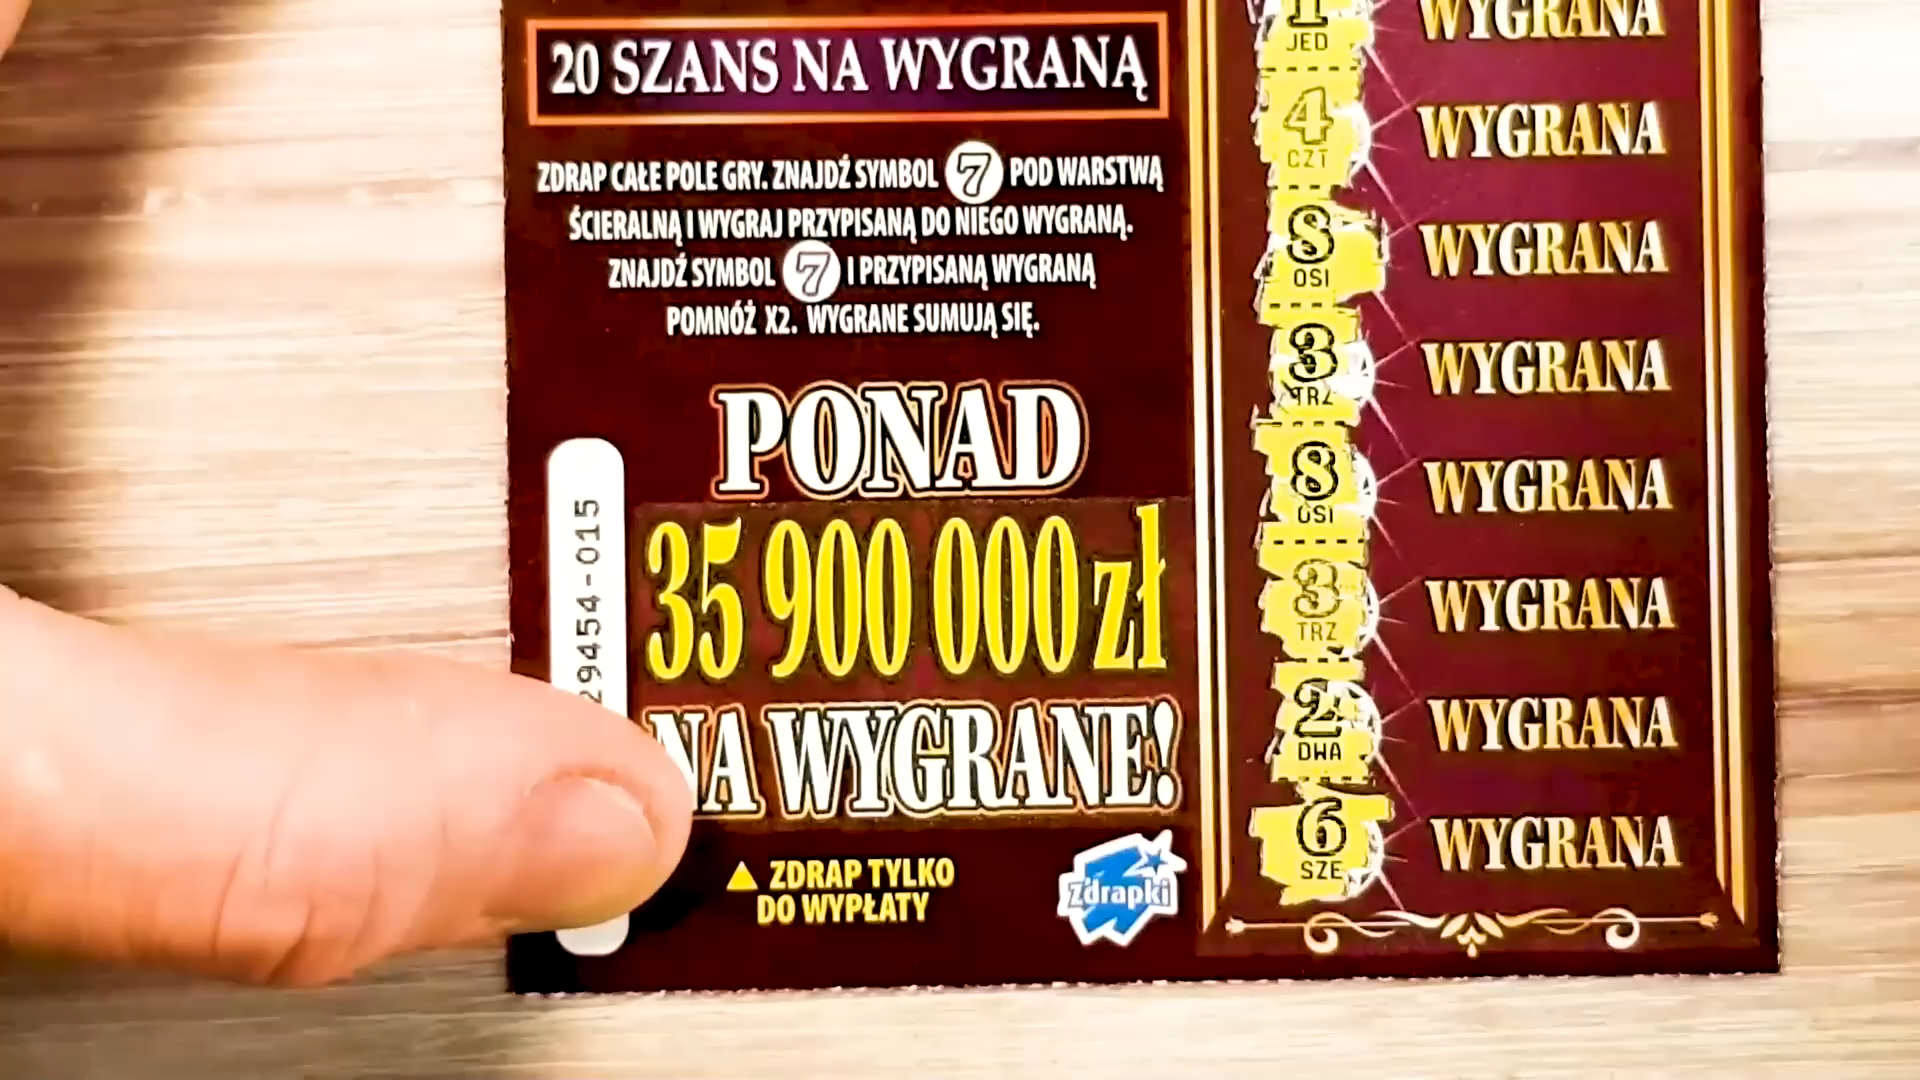 20 SZANS NA WYGRANĄ
ZDRAP CAŁE POLE GRY. ZNAJDŹ SYMBOL 7 POD WARSTWĄ
ŚCIERALNĄ I WYGRAJ PRZYPISANĄ DO NIEGO WYGRANĄ.
ZNAJDŹ SYMBOL 7 I PRZYPISANĄ WYGRANĄ
POMNÓŻ X2. WYGRANE SUMUJĄ SIĘ.
PONAD
35 900 000 zł
NA WYGRANE!
29454-015
▲ ZDRAP TYLKO
DO WYPŁATY
Zdrapki
1 WYGRANA
JED
4 WYGRANA
CZT
8 WYGRANA
OSI
3 WYGRANA
TRZ
8 WYGRANA
OSI
3 WYGRANA
TRZ
2 WYGRANA
DWA
6 WYGRANA
SZE